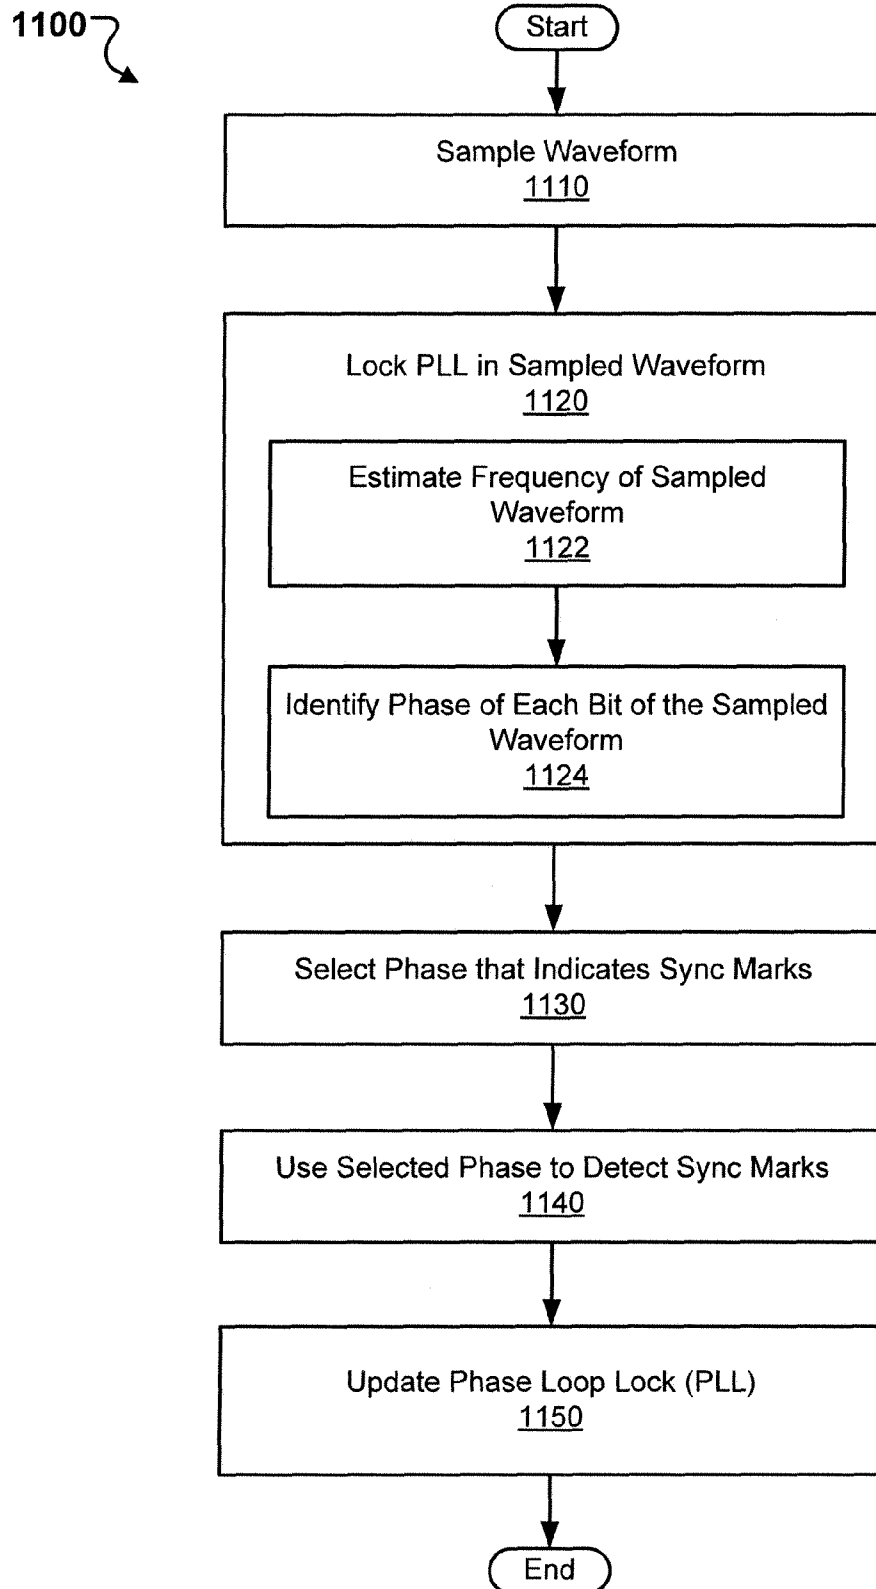 1100
Start
Sample Waveform
1110
Lock PLL in Sampled Waveform
1120
Estimate Frequency of Sampled
Waveform
1122
Identify Phase of Each Bit of the Sampled
Waveform
1124
Select Phase that Indicates Sync Marks
1130
Use Selected Phase to Detect Sync Marks
1140
Update Phase Loop Lock (PLL)
1150
End